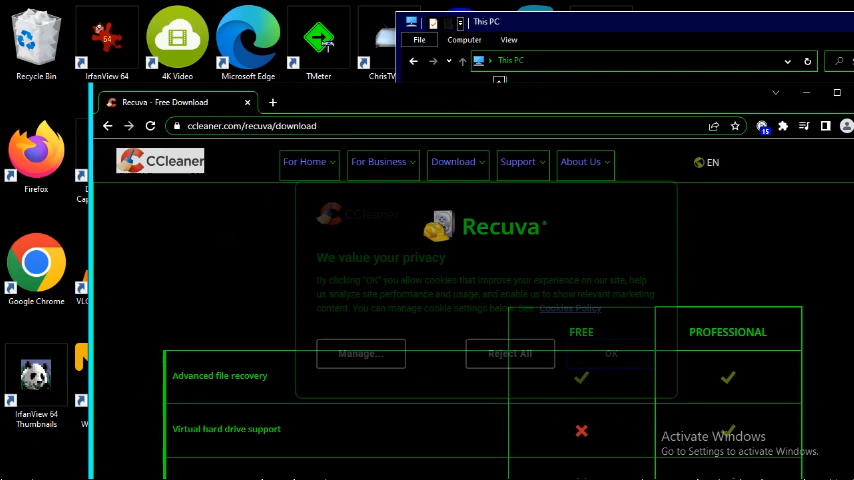 This PC
File
Computer
View
This PC
Recycle Bin
IrfanView 64
4K Video
Microsoft Edge
TMeter
ChrisTV
Recuva - Free Download
ccleaner.com/recuva/download
15
CCleaner
For Home
For Business
Download
Support
About Us
EN
Firefox
Google Chrome
IrfanView 64
Thumbnails
CCleaner
Recuva
We value your privacy
By clicking "OK" you allow cookies that improve your experience on our site, help
us analyze site performance and usage, and enable us to show relevant marketing
content. You can manage cookie settings below. See Cookies Policy
Manage...
Reject All
OK
FREE
PROFESSIONAL
Advanced file recovery
Virtual hard drive support
Activate Windows
Go to Settings to activate Windows.